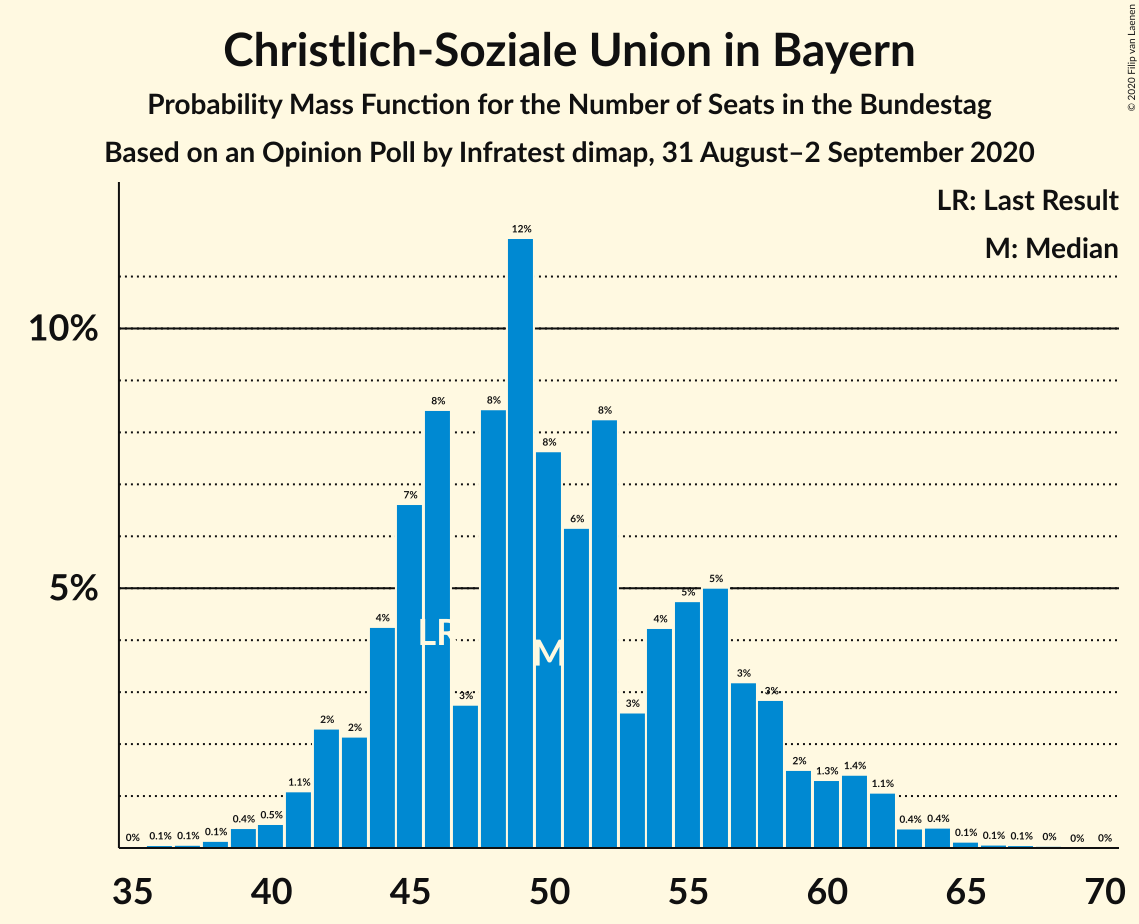 Christlich-Soziale Union in Bayern
Probability Mass Function for the Number of Seats in the Bundestag
Based on an Opinion Poll by Infratest dimap, 31 August–2 September 2020
© 2020 Filip van Laenen
LR: Last Result
M: Median
10%
5%
0% 0.1% 0.1% 0.1% 0.4% 0.5% 1.1% 2% 2% 4% 7% 8% 3% 8% 12% 8% 6% 8% 3% 4% 5% 5% 3% 3% 2% 1.3% 1.4% 1.1% 0.4% 0.4% 0.1% 0.1% 0.1% 0% 0% 0%
LR
M
35 40 45 50 55 60 65 70